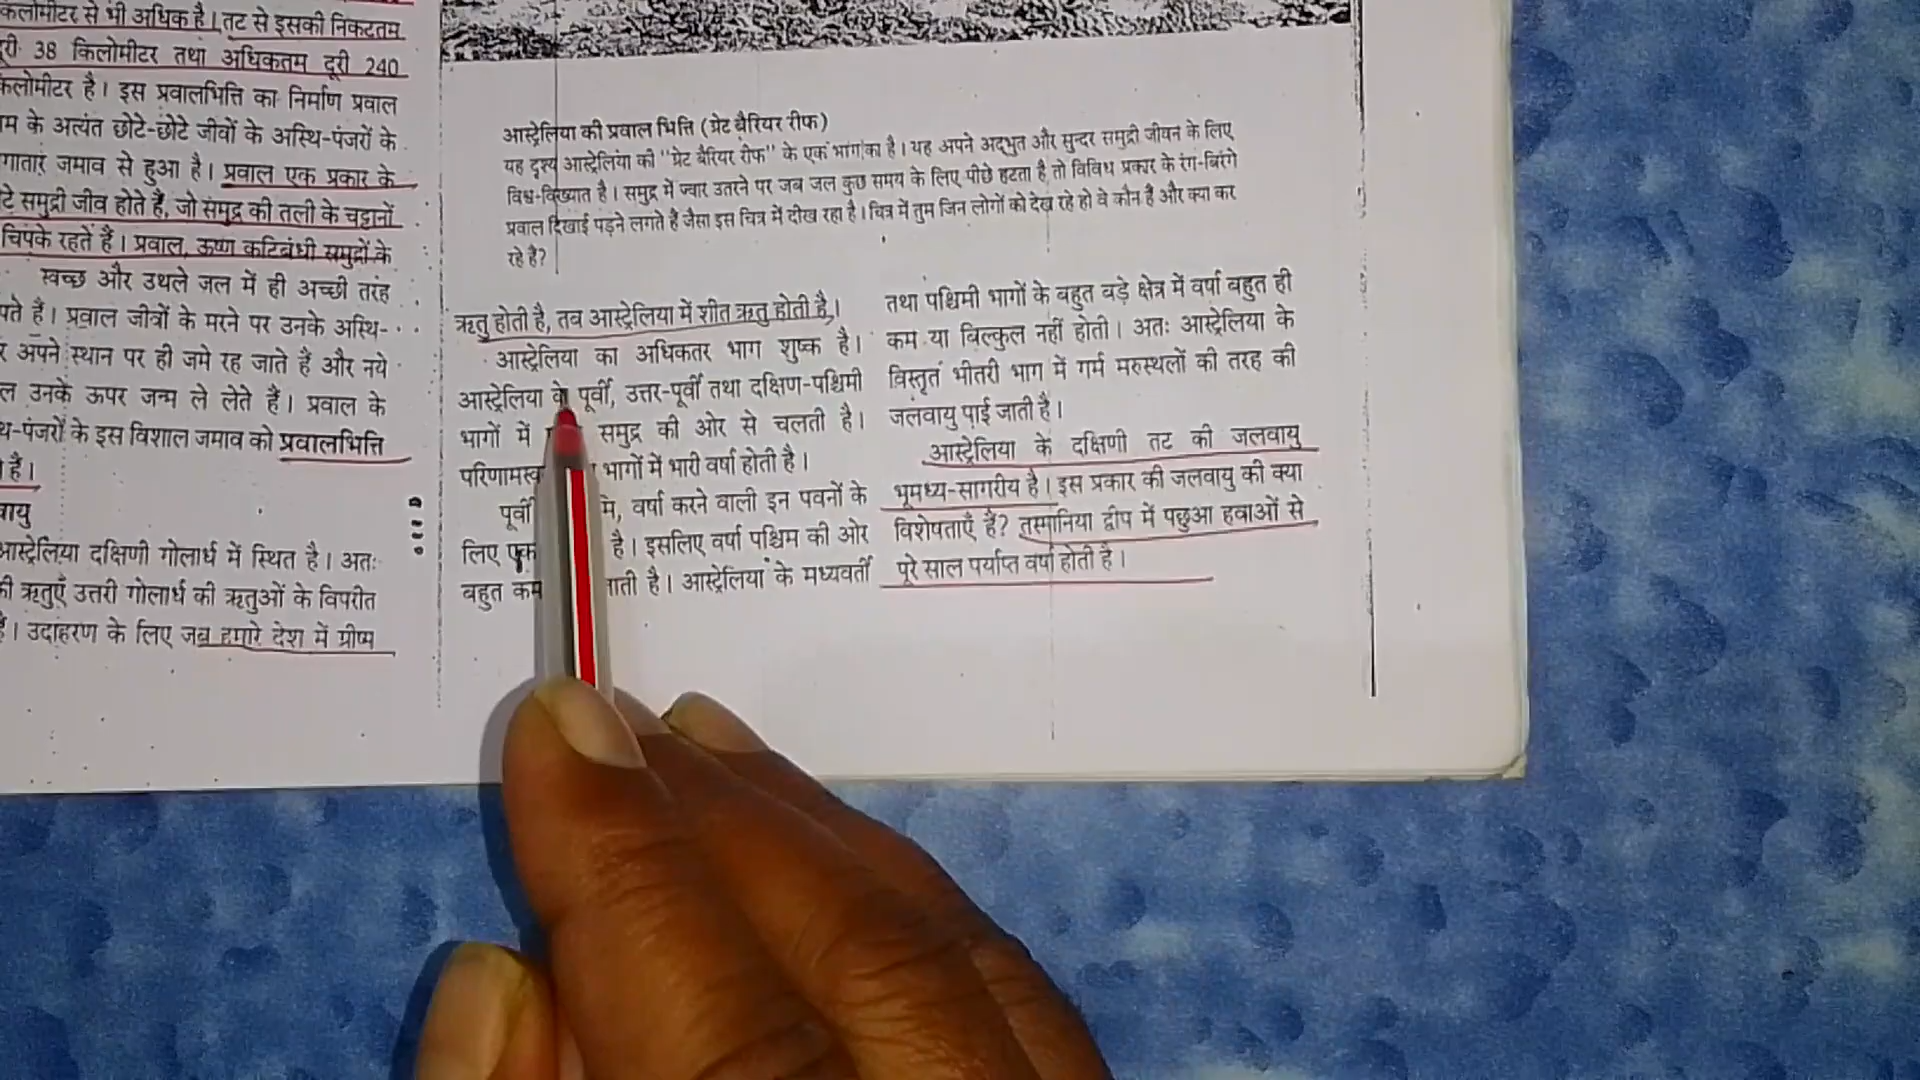 कलोमीटर से भी अधिक है। तट से इसकी निकटतम
38 किलोमीटर तथा अधिकतम दूरी 240
कलोमीटर है। इस प्रवालभित्ति का निर्माण प्रवाल
के अत्यंत छोटे-छोटे जीवों के अस्थि-पंजरों के
गातार जमाव से हुआ है। प्रवाल एक प्रकार के
टे समुद्री जीव होते हैं, जो समुद्र की तली के चट्टानों
चिपके रहते हैं। प्रवाल, ऊष्ण कटिबंधी समुद्रों के
स्वच्छ और उथले जल में ही अच्छी तरह
पते हैं। प्रवाल जीवों के मरने पर उनके अस्थि-
र अपने स्थान पर ही जमे रह जाते हैं और नये
ल उनके ऊपर जन्म ले लेते हैं। प्रवाल के
थ-पंजरों के इस विशाल जमाव को प्रवालभित्ति
हैं।
वायु
आस्ट्रेलिया दक्षिणी गोलार्ध में स्थित है। अतः
की ऋतुएँ उत्तरी गोलार्ध की ऋतुओं के विपरीत
हैं। उदाहरण के लिए जब हमारे देश में ग्रीष्म
आस्ट्रेलिया की प्रवाल भित्ति (ग्रेट बैरियर रीफ)
यह दृश्य आस्ट्रेलिया की "ग्रेट बैरियर रीफ" के एक भाग का है। यह अपने अद्भुत और सुन्दर समुद्री जीवन के लिए
विश्व-विख्यात है। समुद्र में ज्वार उतरने पर जब जल कुछ समय के लिए पीछे हटता है तो विविध प्रकार के रंग-बिरंगे
प्रवाल दिखाई पड़ने लगते हैं जैसा इस चित्र में दीख रहा है। चित्र में तुम जिन लोगों को देख रहे हो वे कौन हैं और क्या कर
रहे हैं?
ऋतु होती है, तब आस्ट्रेलिया में शीत ऋतु होती है।
आस्ट्रेलिया का अधिकतर भाग शुष्क है।
आस्ट्रेलिया के पूर्वी, उत्तर-पूर्वी तथा दक्षिण-पश्चिमी
भागों में समुद्र की ओर से चलती है।
परिणामस्व भागों में भारी वर्षा होती है।
पूर्वी वर्षा करने वाली इन पवनों के
लिए एक है। इसलिए वर्षा पश्चिम की ओर
बहुत कम जाती है। आस्ट्रेलिया के मध्यवर्ती
तथा पश्चिमी भागों के बहुत बड़े क्षेत्र में वर्षा बहुत ही
कम या बिल्कुल नहीं होती। अतः आस्ट्रेलिया के
विस्तृत भीतरी भाग में गर्म मरुस्थलों की तरह की
जलवायु पाई जाती है।
आस्ट्रेलिया के दक्षिणी तट की जलवायु
भूमध्य-सागरीय है। इस प्रकार की जलवायु की क्या
विशेषताएँ हैं? तस्मानिया द्वीप में पछुआ हवाओं से
पूरे साल पर्याप्त वर्षा होती है।